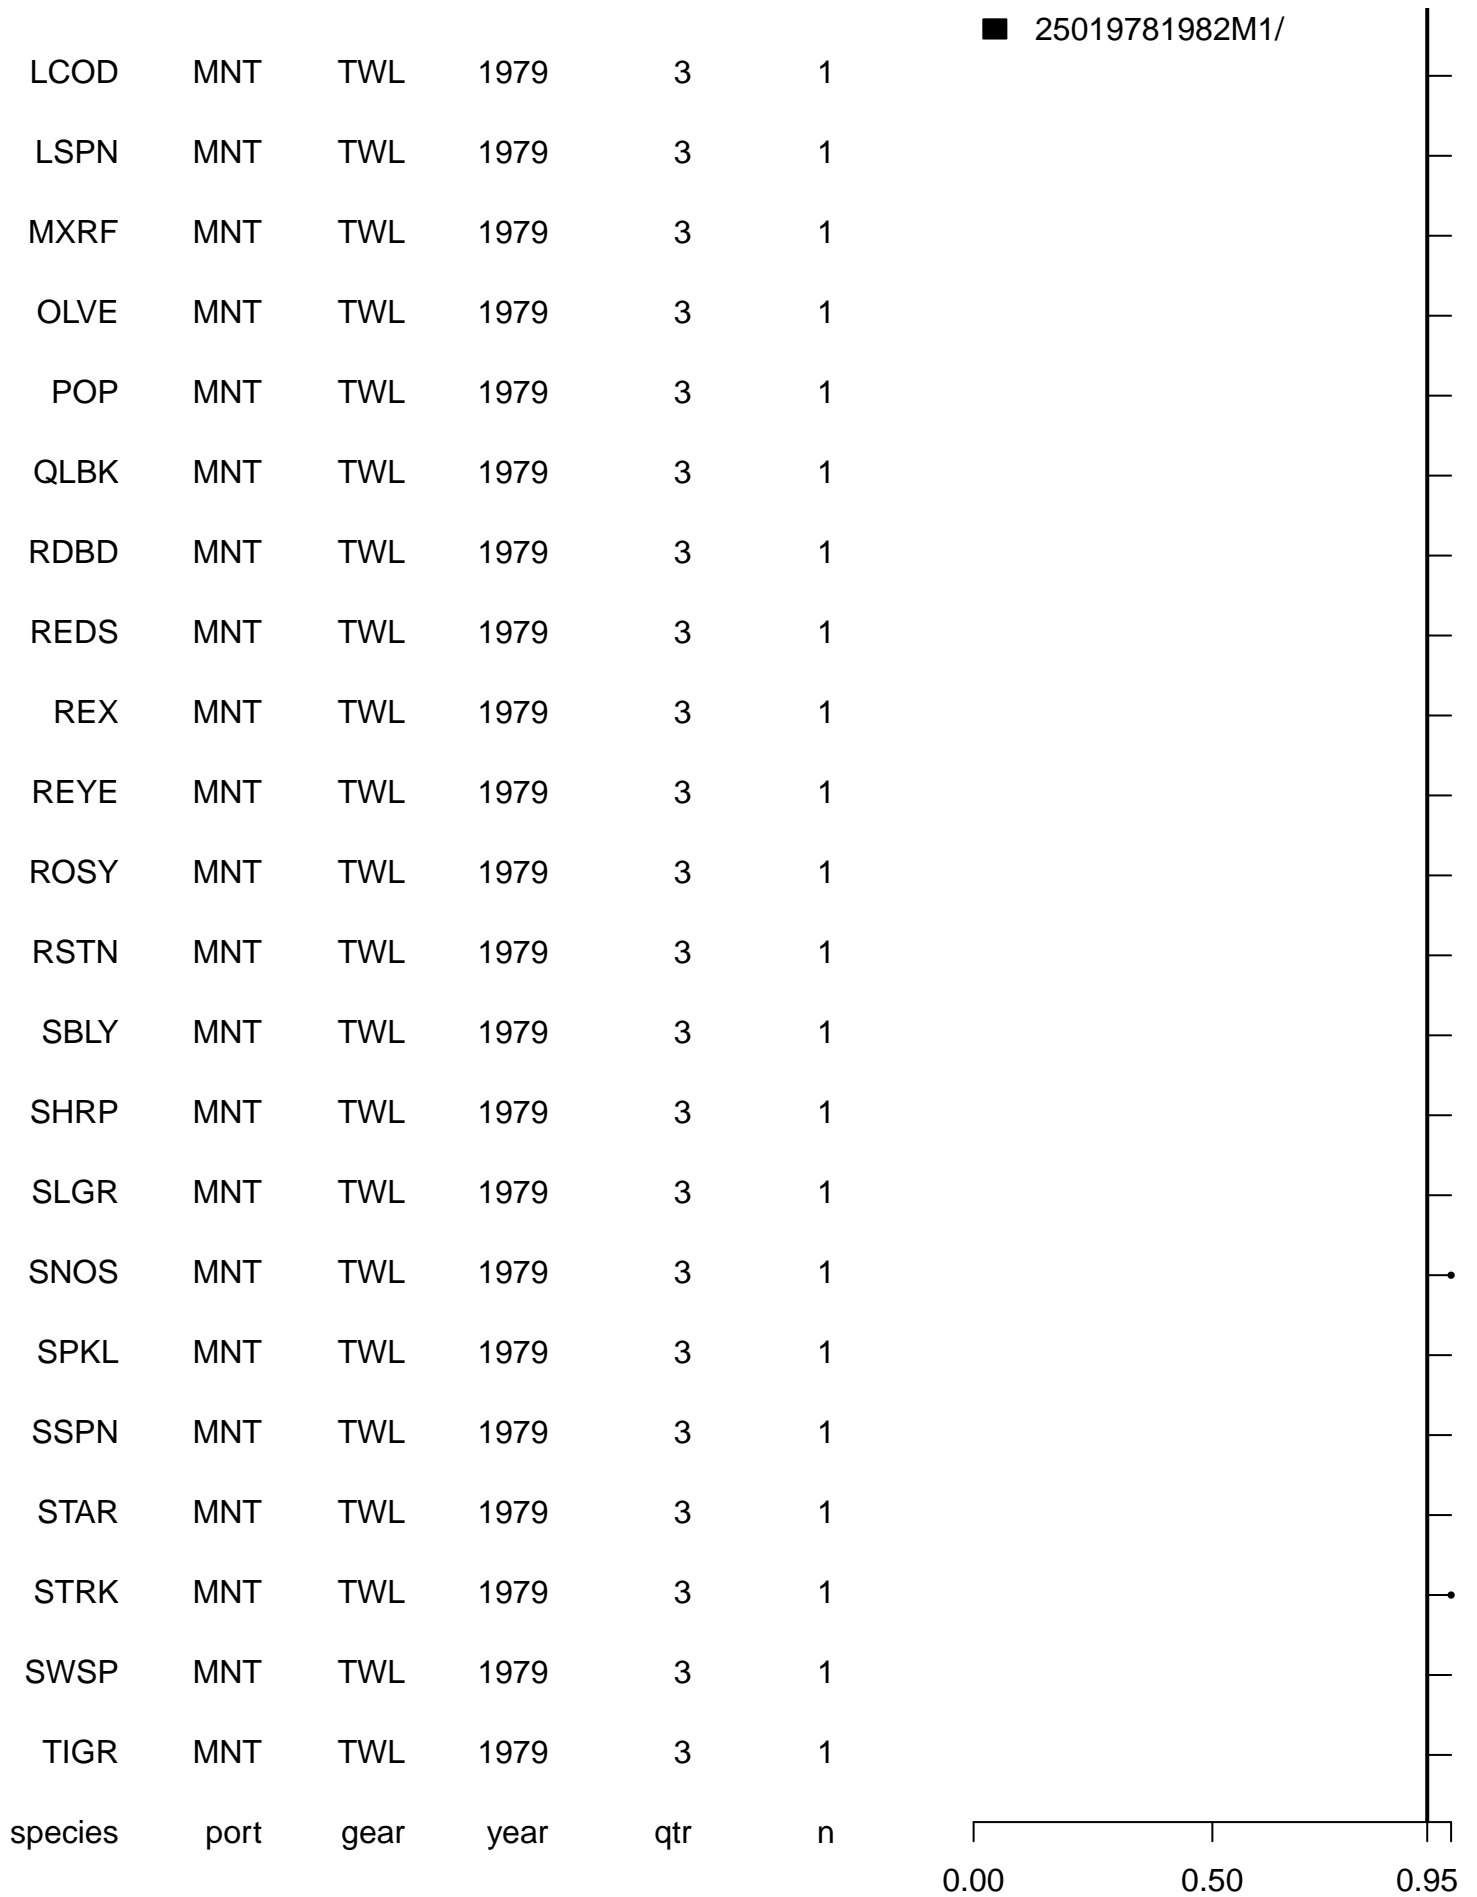 25019781982M1/
LCOD MNT TWL 1979 3 1
LSPN MNT TWL 1979 3 1
MXRF MNT TWL 1979 3 1
OLVE MNT TWL 1979 3 1
POP MNT TWL 1979 3 1
QLBK MNT TWL 1979 3 1
RDBD MNT TWL 1979 3 1
REDS MNT TWL 1979 3 1
REX MNT TWL 1979 3 1
REYE MNT TWL 1979 3 1
ROSY MNT TWL 1979 3 1
RSTN MNT TWL 1979 3 1
SBLY MNT TWL 1979 3 1
SHRP MNT TWL 1979 3 1
SLGR MNT TWL 1979 3 1
SNOS MNT TWL 1979 3 1
SPKL MNT TWL 1979 3 1
SSPN MNT TWL 1979 3 1
STAR MNT TWL 1979 3 1
STRK MNT TWL 1979 3 1
SWSP MNT TWL 1979 3 1
TIGR MNT TWL 1979 3 1
species port gear year qtr n
0.00 0.50 0.95